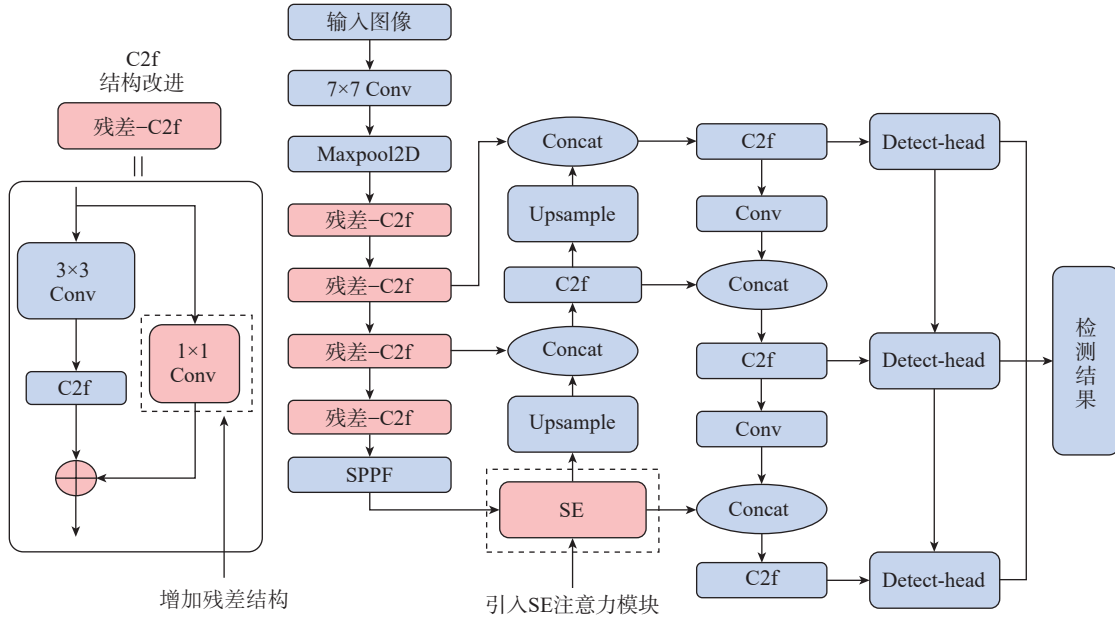 C2f
结构改进
残差-C2f
3×3
Conv
1×1
Conv
C2f
增加残差结构
输入图像
7×7 Conv
Maxpool2D
残差-C2f
残差-C2f
残差-C2f
残差-C2f
SPPF
Concat
Upsample
C2f
Concat
Upsample
SE
引入SE注意力模块
C2f
Conv
Concat
C2f
Conv
Concat
C2f
Detect-head
Detect-head
Detect-head
检测结果